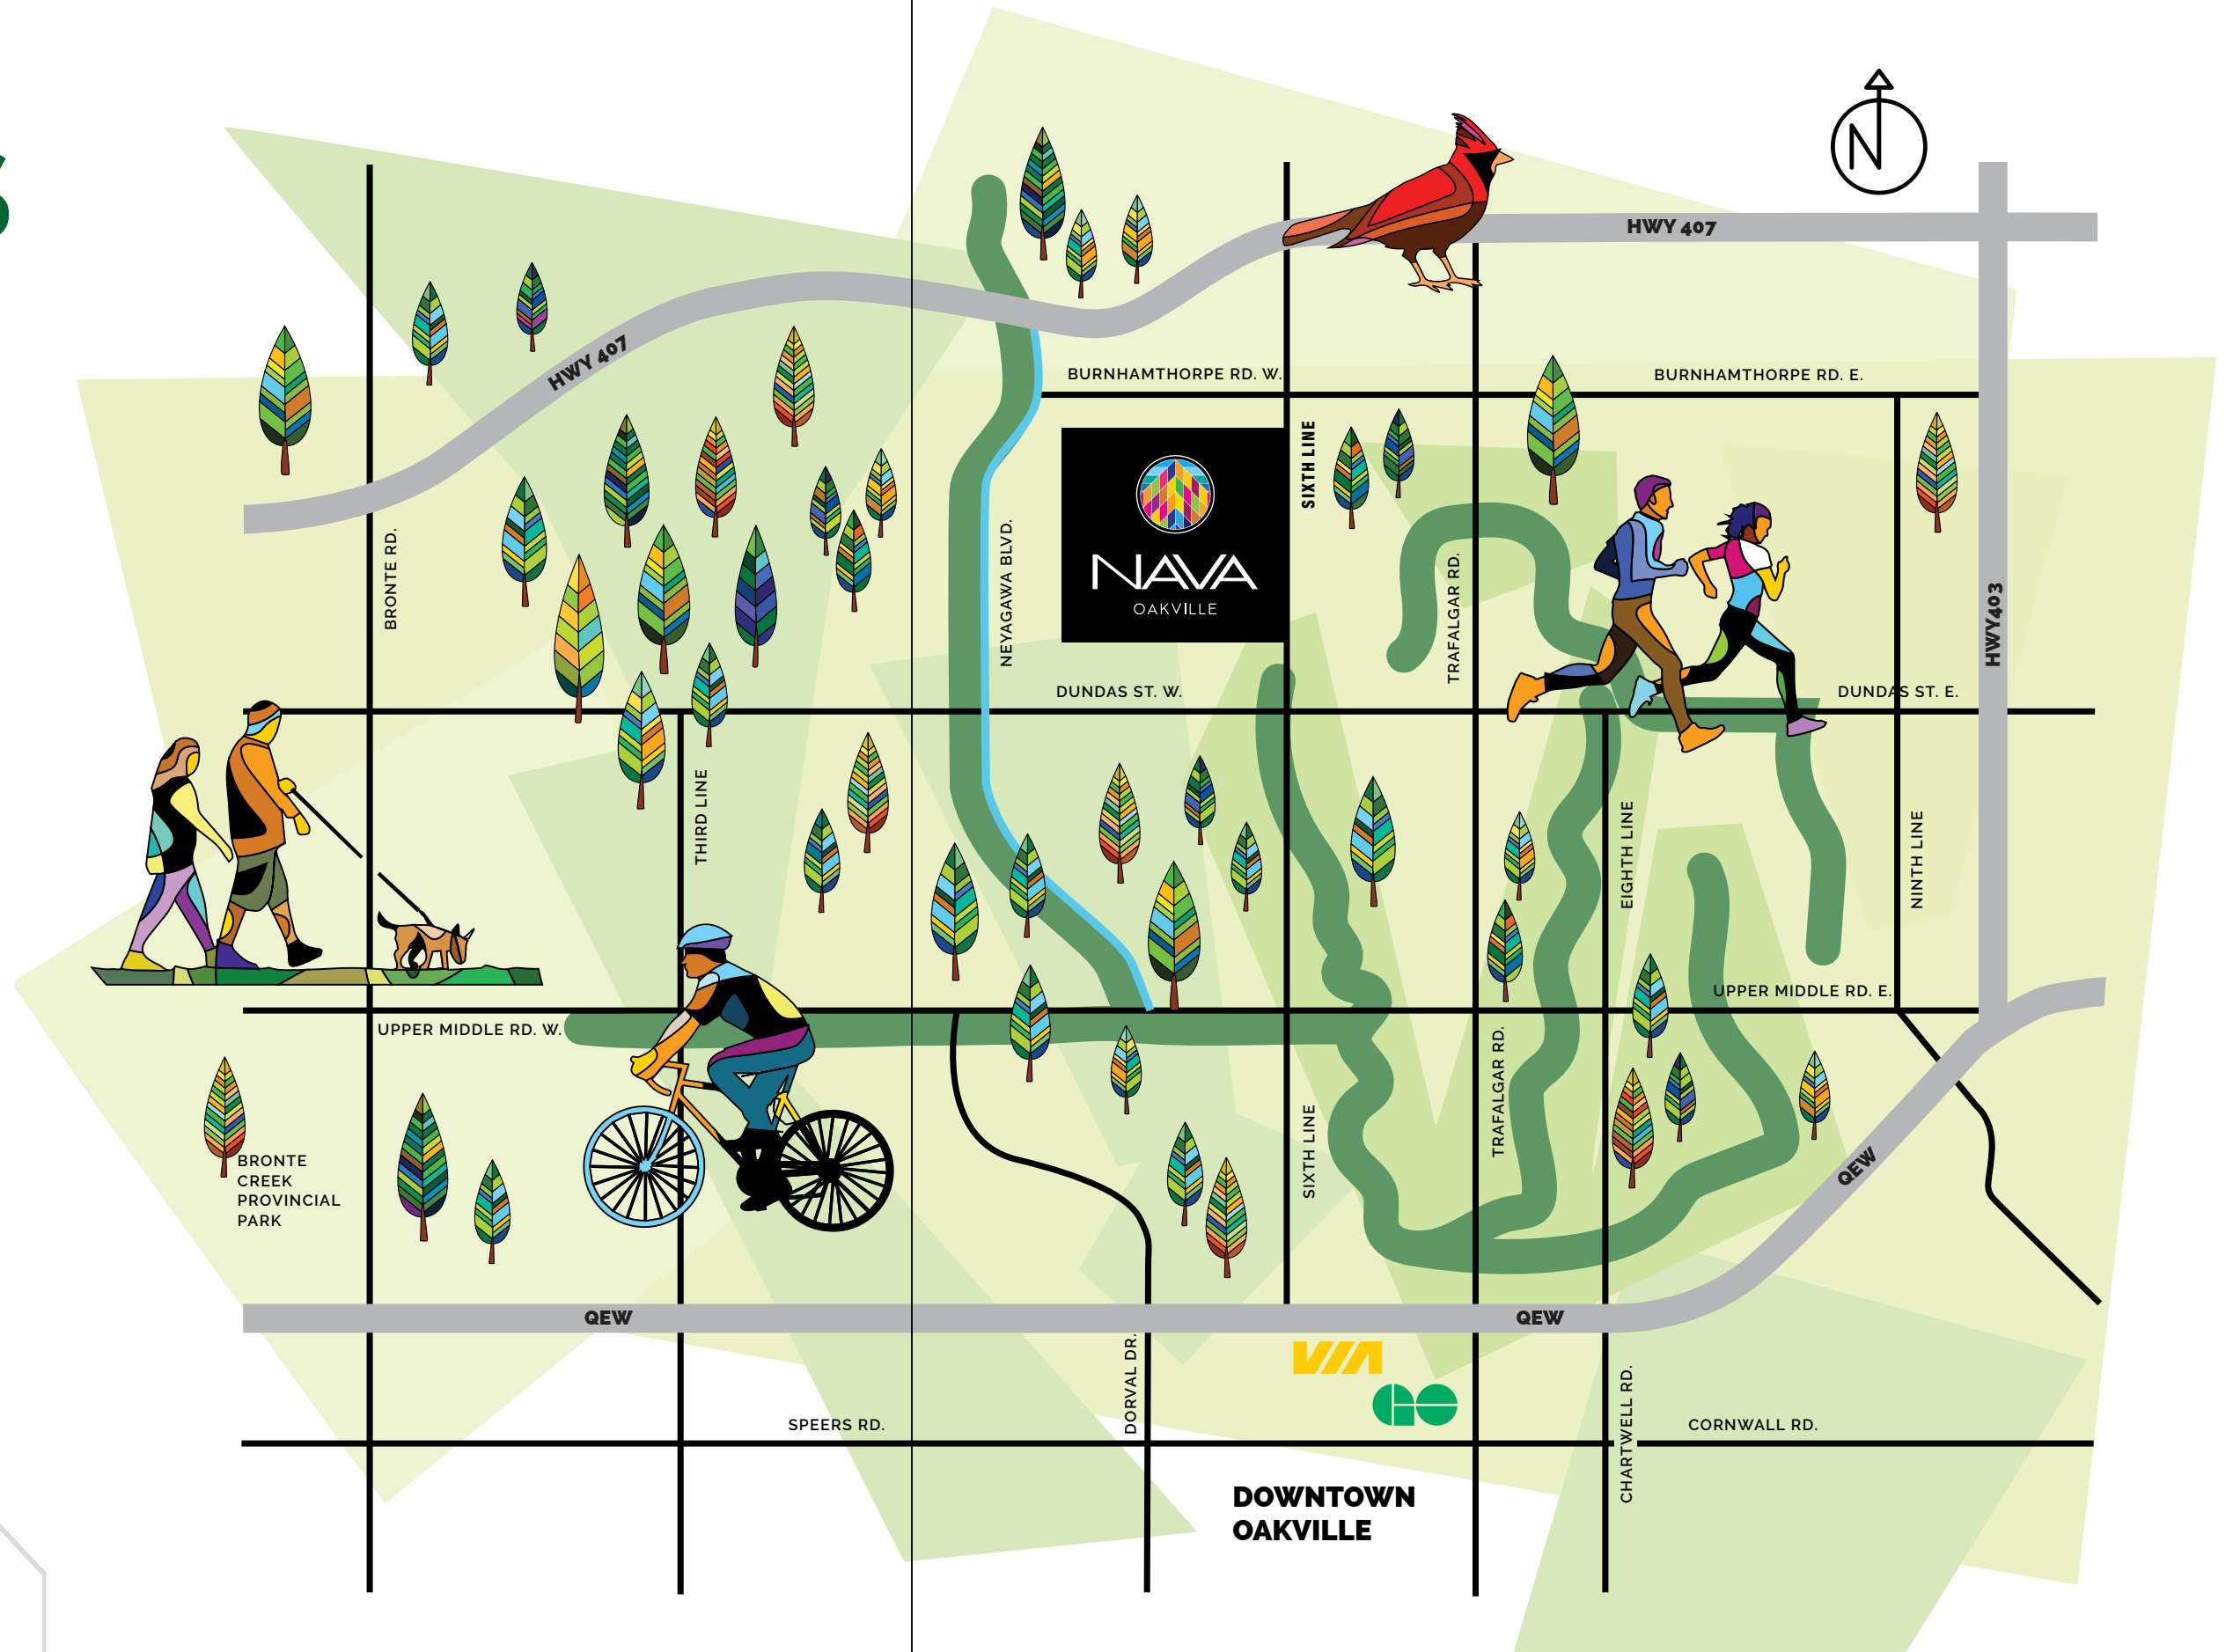 N
HWY 407
HWY 407
BURNHAMTHORPE RD. W.
BURNHAMTHORPE RD. E.
SIXTH LINE
NAVA
OAKVILLE
BRONTE RD.
NEYAGAWA BLVD.
TRAFALGAR RD.
HWY403
DUNDAS ST. W.
DUNDAS ST. E.
THIRD LINE
EIGHTH LINE
NINTH LINE
UPPER MIDDLE RD. W.
UPPER MIDDLE RD. E.
TRAFALGAR RD.
SIXTH LINE
BRONTE
CREEK
PROVINCIAL
PARK
QEW
QEW
QEW
VIA
GO
DORVAL DR.
CHARTWELL RD.
SPEERS RD.
CORNWALL RD.
DOWNTOWN
OAKVILLE